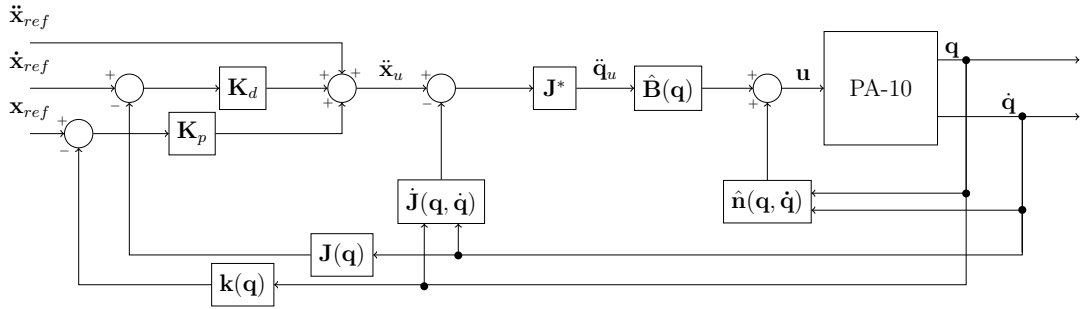 ẍ_ref
ẋ_ref
x_ref
+
−
+
−
K_d
K_p
+
+
+
ẍ_u
+
−
J*
q̈_u
B̂(q)
+
+
u
PA-10
q
q̇
J̇(q, q̇)
n̂(q, q̇)
J(q)
k(q)